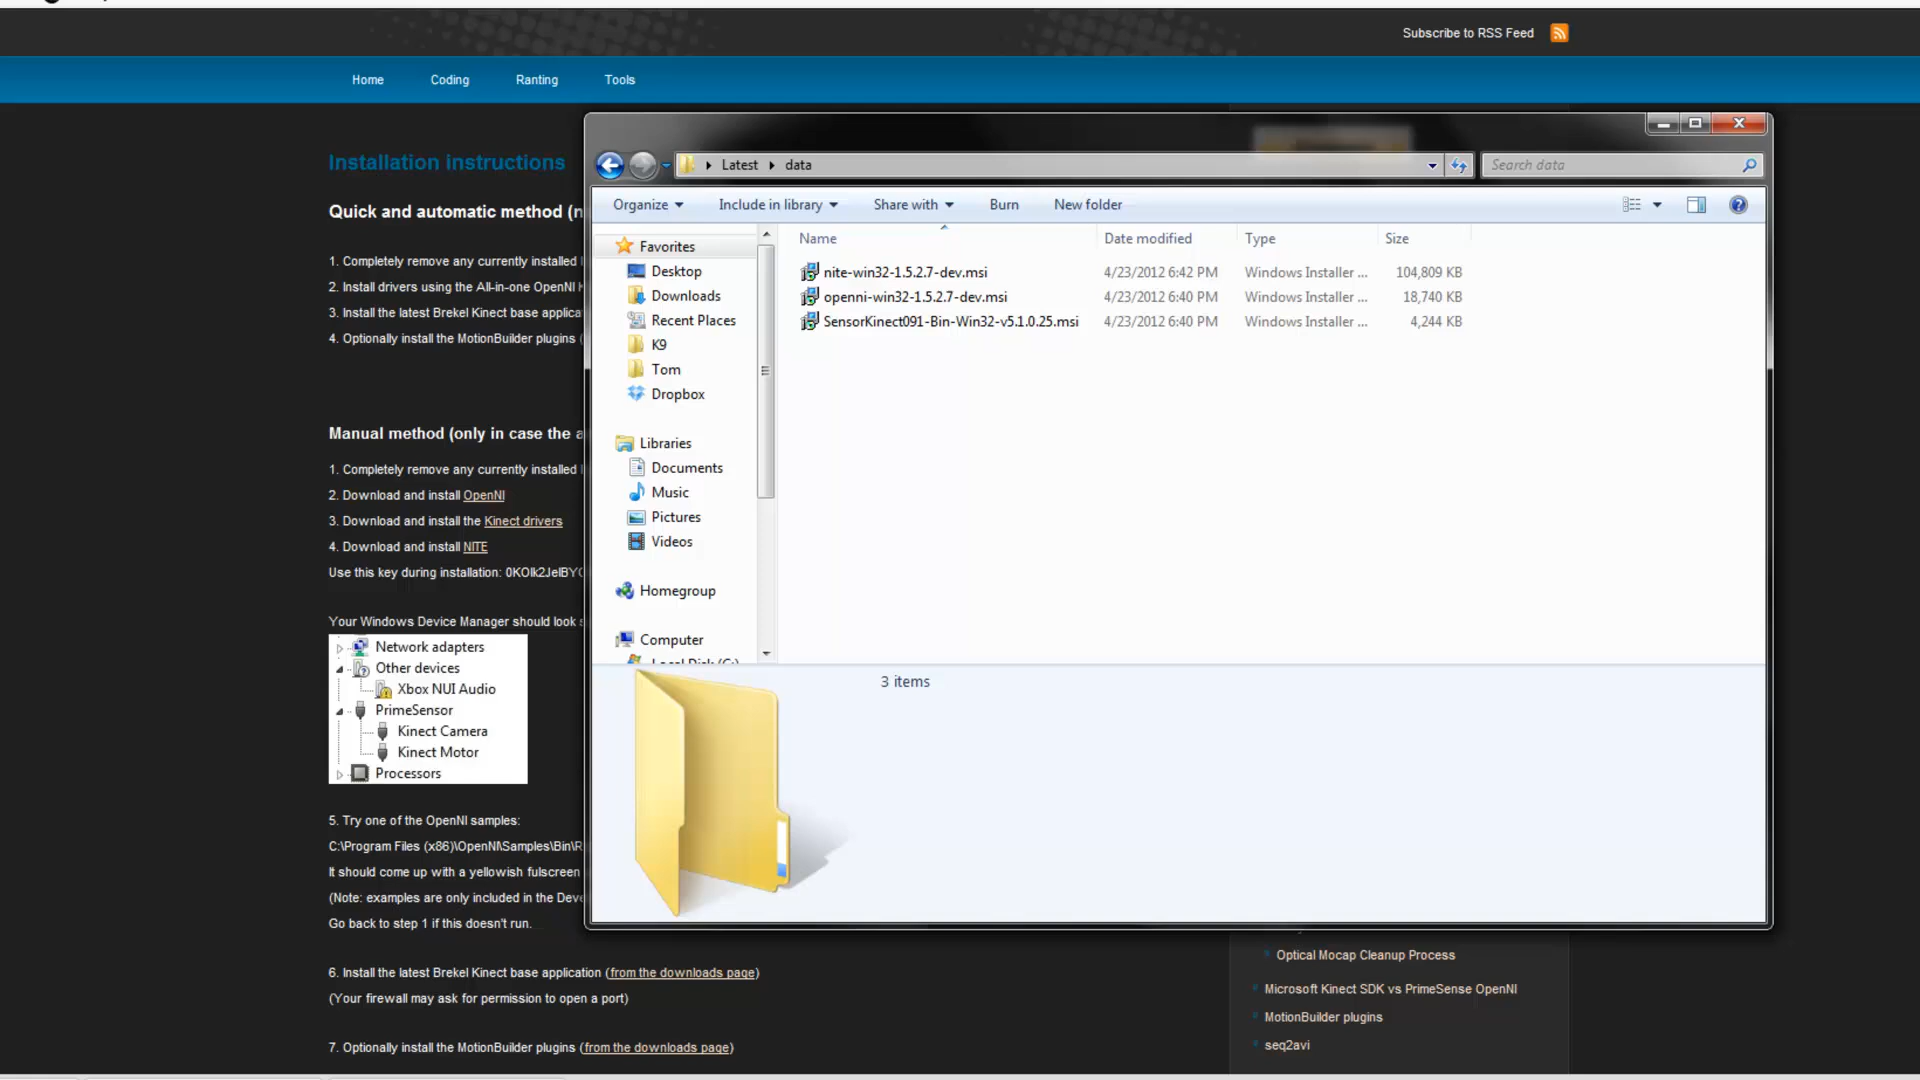 Subscribe to RSS Feed
Home Coding Ranting Tools
Installation instructions
Quick and automatic method (n
1. Completely remove any currently installed
2. Install drivers using the All-in-one OpenNI
3. Install the latest Brekel Kinect base applica
4. Optionally install the MotionBuilder plugins (
Manual method (only in case the a
1. Completely remove any currently installed
2. Download and install OpenNI
3. Download and install the Kinect drivers
4. Download and install NITE
Use this key during installation:
Your Windows Device Manager should look
Network adapters
Other devices
Xbox NUI Audio
PrimeSensor
Kinect Camera
Kinect Motor
Processors
5. Try one of the OpenNI samples:
C:\Program Files (x86)\OpenNI\Samples\Bin\R
It should come up with a yellowish fulscreen
(Note: examples are only included in the Deve
Go back to step 1 if this doesn't run.
6. Install the latest Brekel Kinect base application (from the downloads page)
(Your firewall may ask for permission to open a port)
7. Optionally install the MotionBuilder plugins (from the downloads page)
Latest data
Search data
Organize Include in library Share with Burn New folder
Favorites
Desktop
Downloads
Recent Places
K9
Tom
Dropbox
Libraries
Documents
Music
Pictures
Videos
Homegroup
Computer
Local Disk (C:)
Name Date modified Type Size
nite-win32-1.5.2.7-dev.msi 4/23/2012 6:42 PM Windows Installer ... 104,809 KB
openni-win32-1.5.2.7-dev.msi 4/23/2012 6:40 PM Windows Installer ... 18,740 KB
SensorKinect091-Bin-Win32-v5.1.0.25.msi 4/23/2012 6:40 PM Windows Installer ... 4,244 KB
3 items
Optical Mocap Cleanup Process
Microsoft Kinect SDK vs PrimeSense OpenNI
MotionBuilder plugins
seq2avi